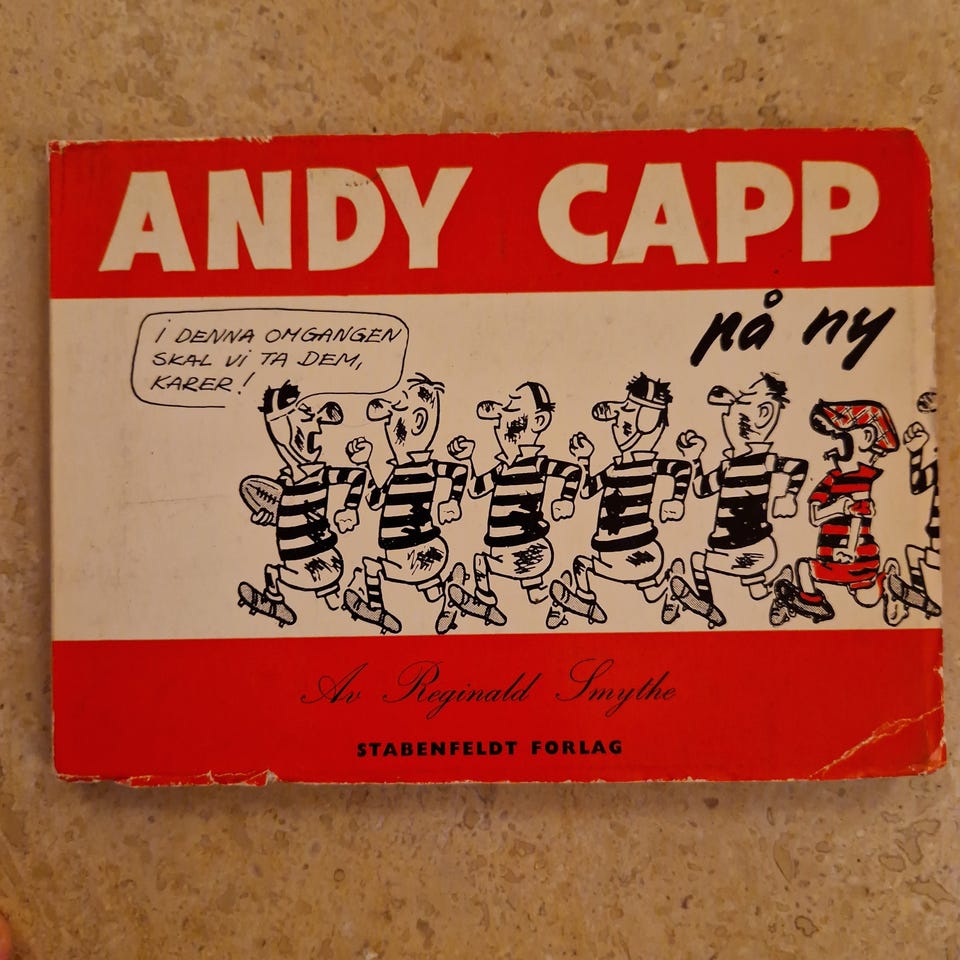 ANDY CAPP
på ny
I DENNA OMGANGEN
SKAL VI TA DEM,
KARER!
Av Reginald Smythe
STABENFELDT FORLAG